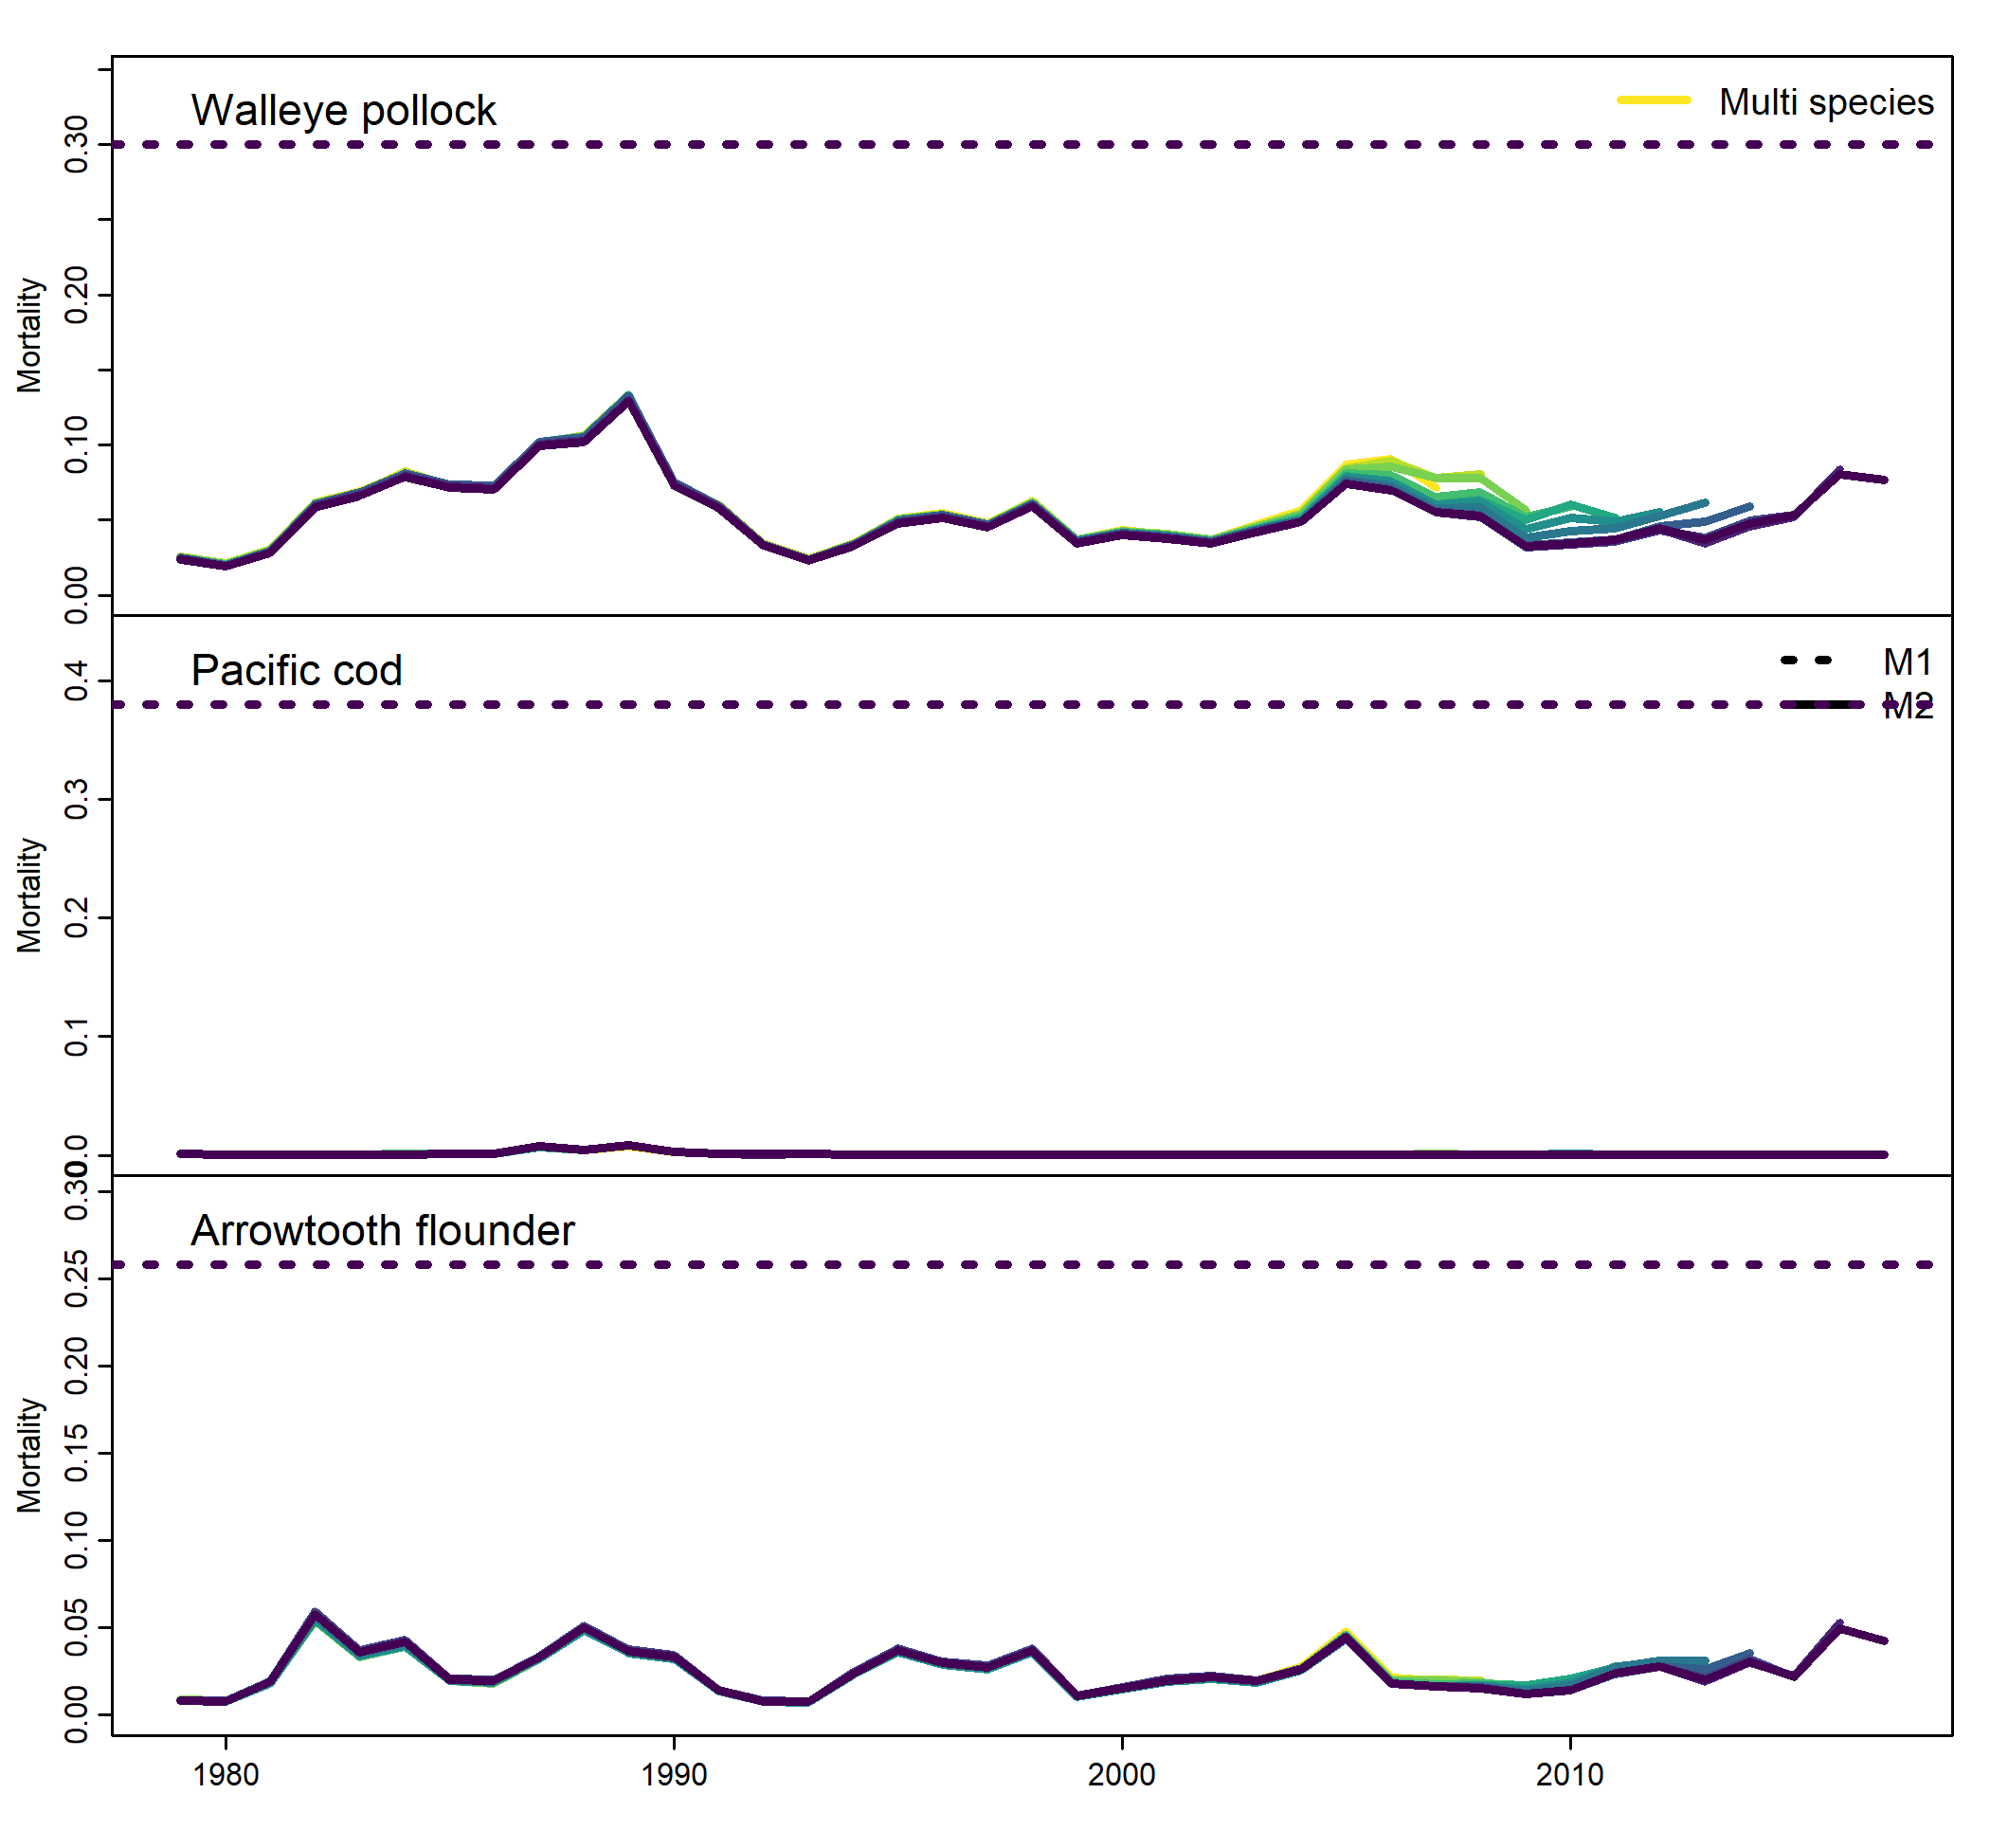 Walleye pollock
Multi species
Mortality
0.00
0.10
0.20
0.30
Pacific cod
M1
M2
Mortality
0.0
0.1
0.2
0.3
0.4
Arrowtooth flounder
Mortality
0.00
0.05
0.10
0.15
0.20
0.25
0.30
1980
1990
2000
2010